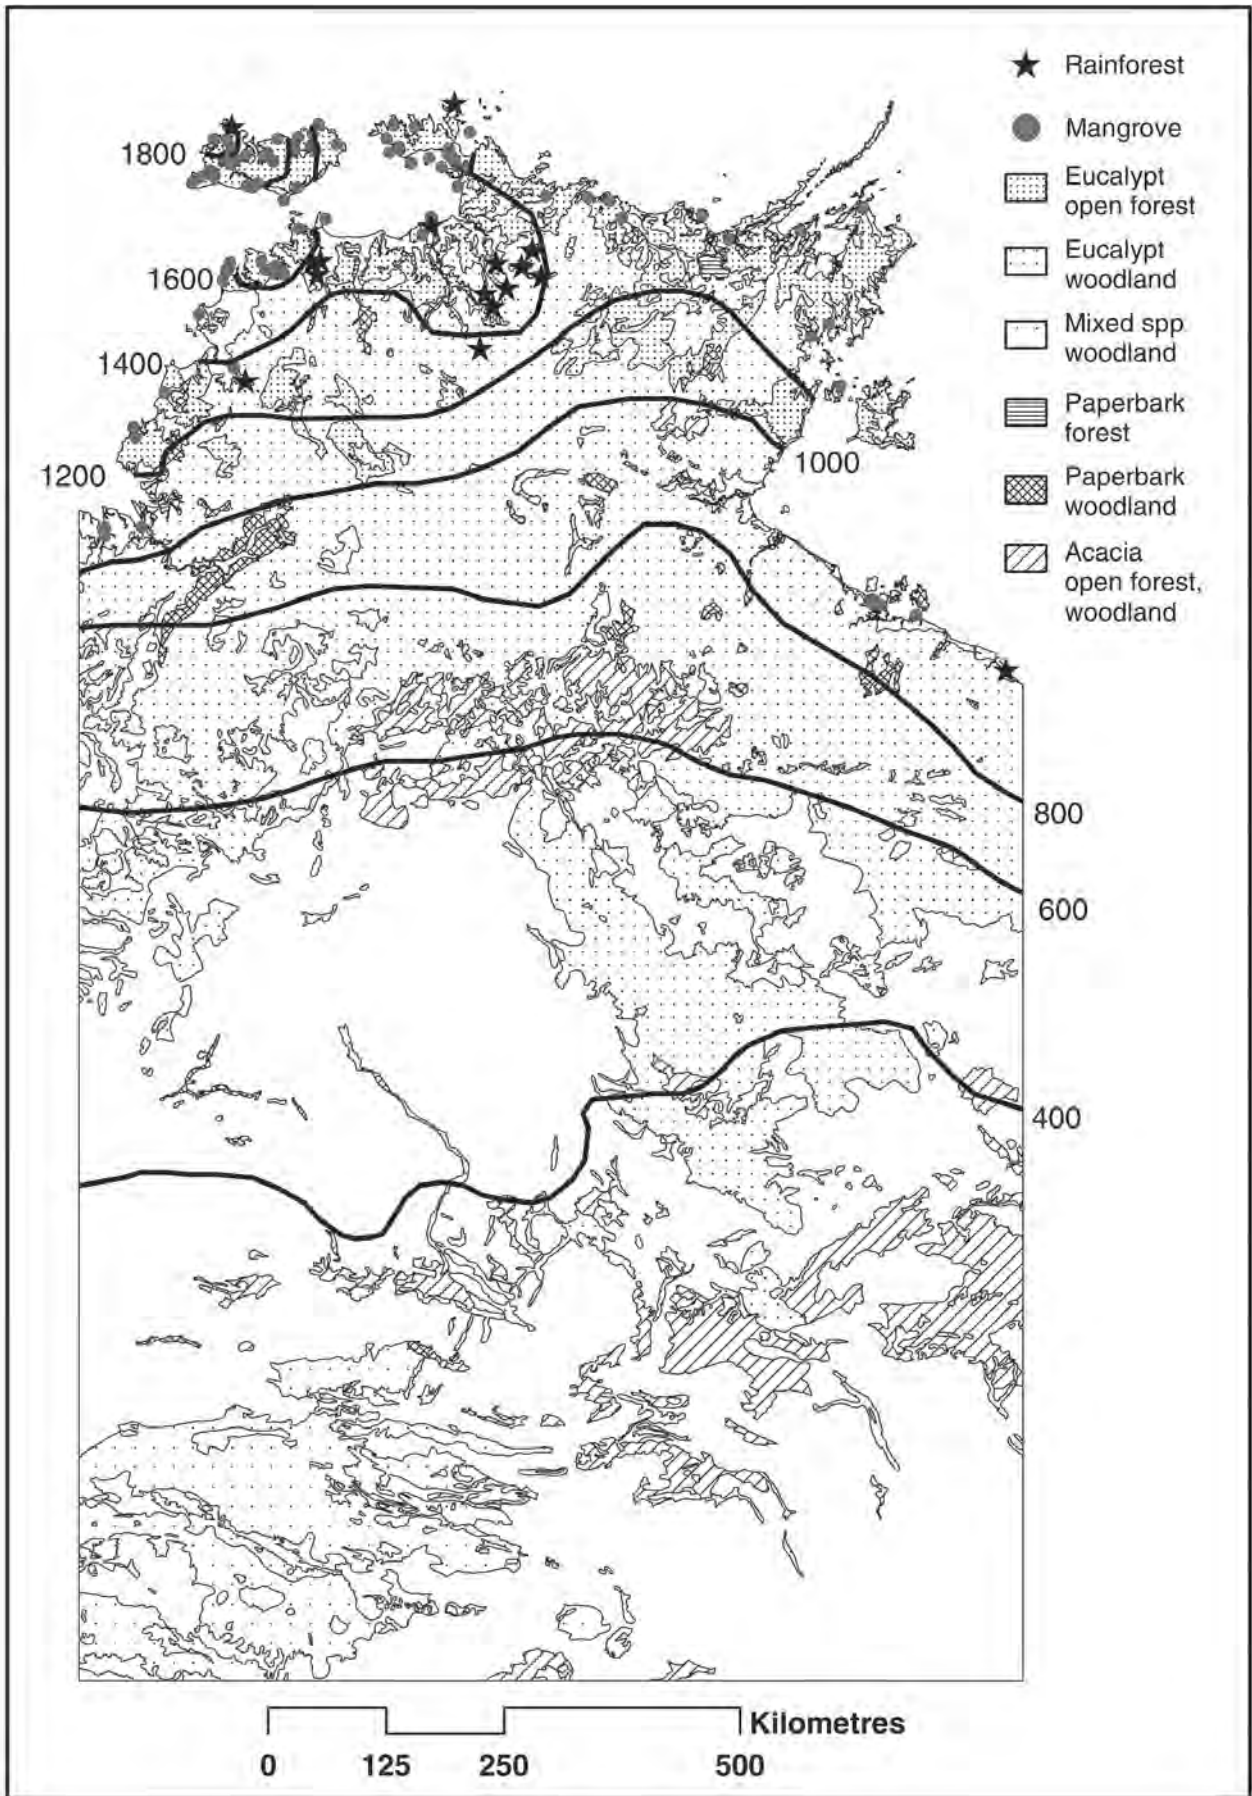 Rainforest
Mangrove
Eucalypt
open forest
Eucalypt
woodland
Mixed spp
woodland
Paperbark
forest
Paperbark
woodland
Acacia
open forest,
woodland
1800
1600
1400
1200
1000
800
600
400
Kilometres
0 125 250 500